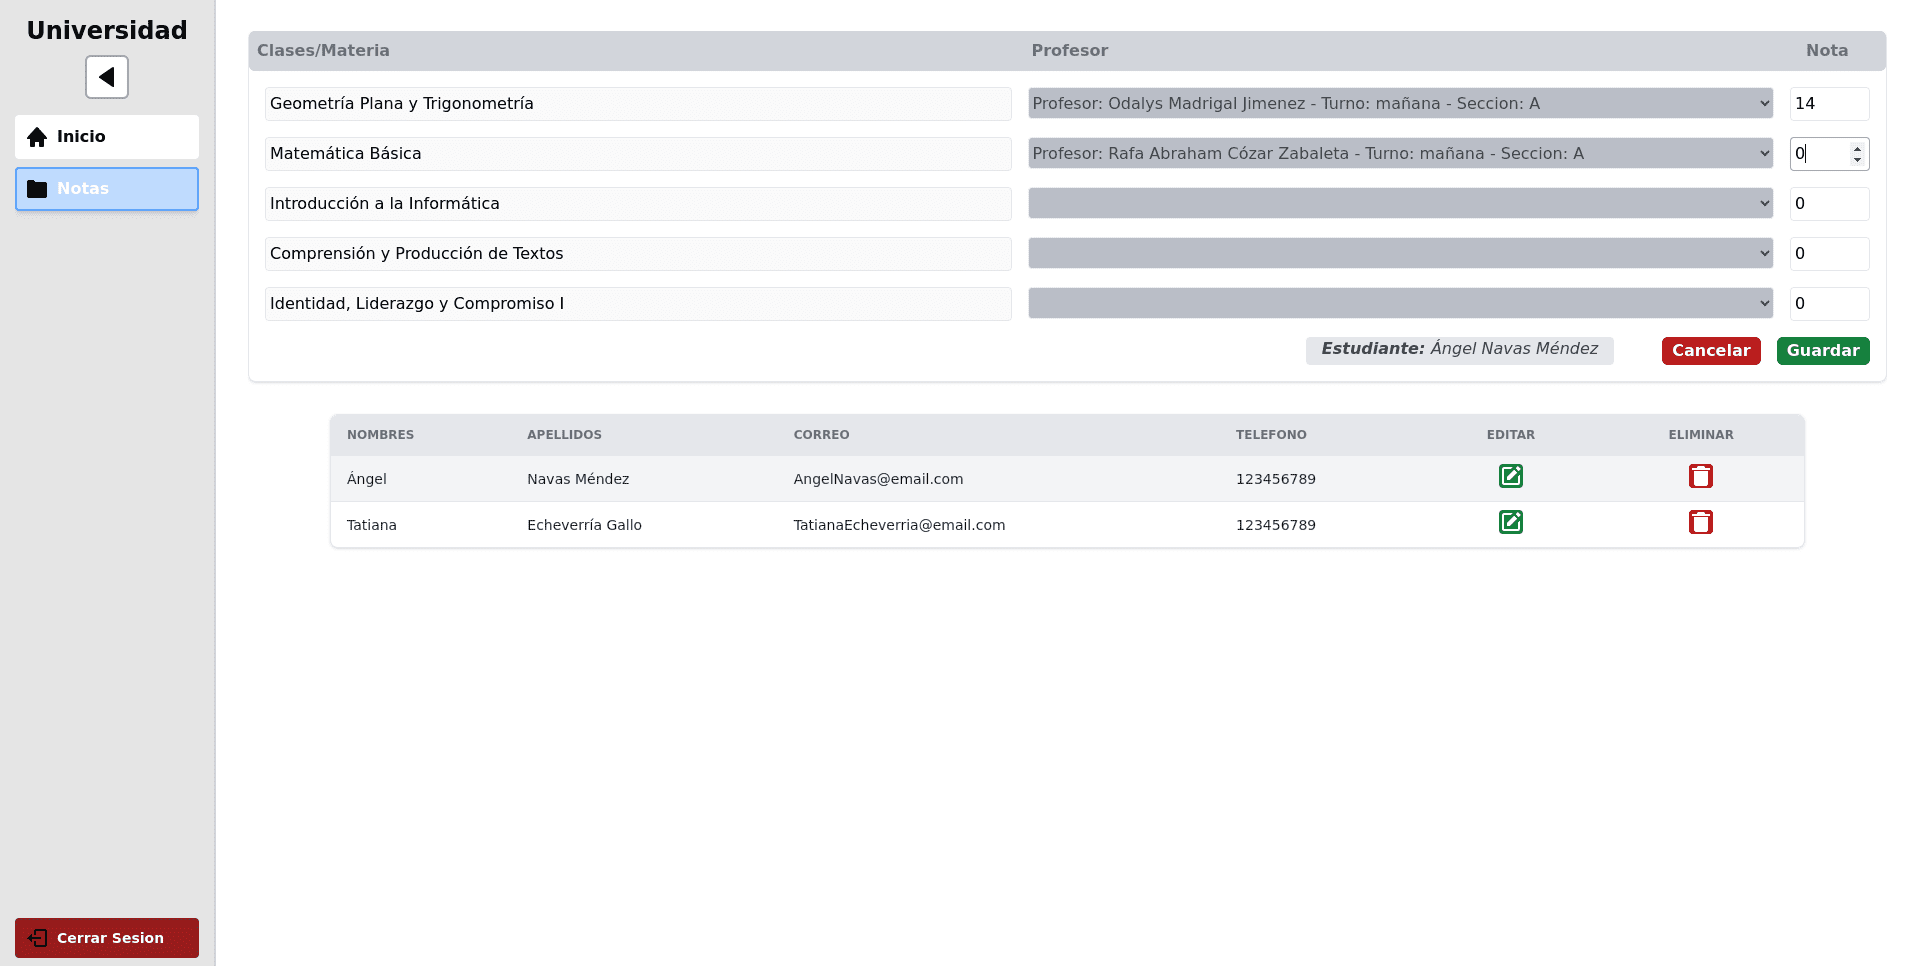 Universidad
Inicio
Notas
Cerrar Sesion
Clases/Materia Profesor Nota
Geometría Plana y Trigonometría Profesor: Odalys Madrigal Jimenez - Turno: mañana - Seccion: A 14
Matemática Básica Profesor: Rafa Abraham Cózar Zabaleta - Turno: mañana - Seccion: A 0
Introducción a la Informática 0
Comprensión y Producción de Textos 0
Identidad, Liderazgo y Compromiso I 0
Estudiante: Ángel Navas Méndez Cancelar Guardar
NOMBRES APELLIDOS CORREO TELEFONO EDITAR ELIMINAR
Ángel Navas Méndez AngelNavas@email.com 123456789
Tatiana Echeverría Gallo TatianaEcheverria@email.com 123456789